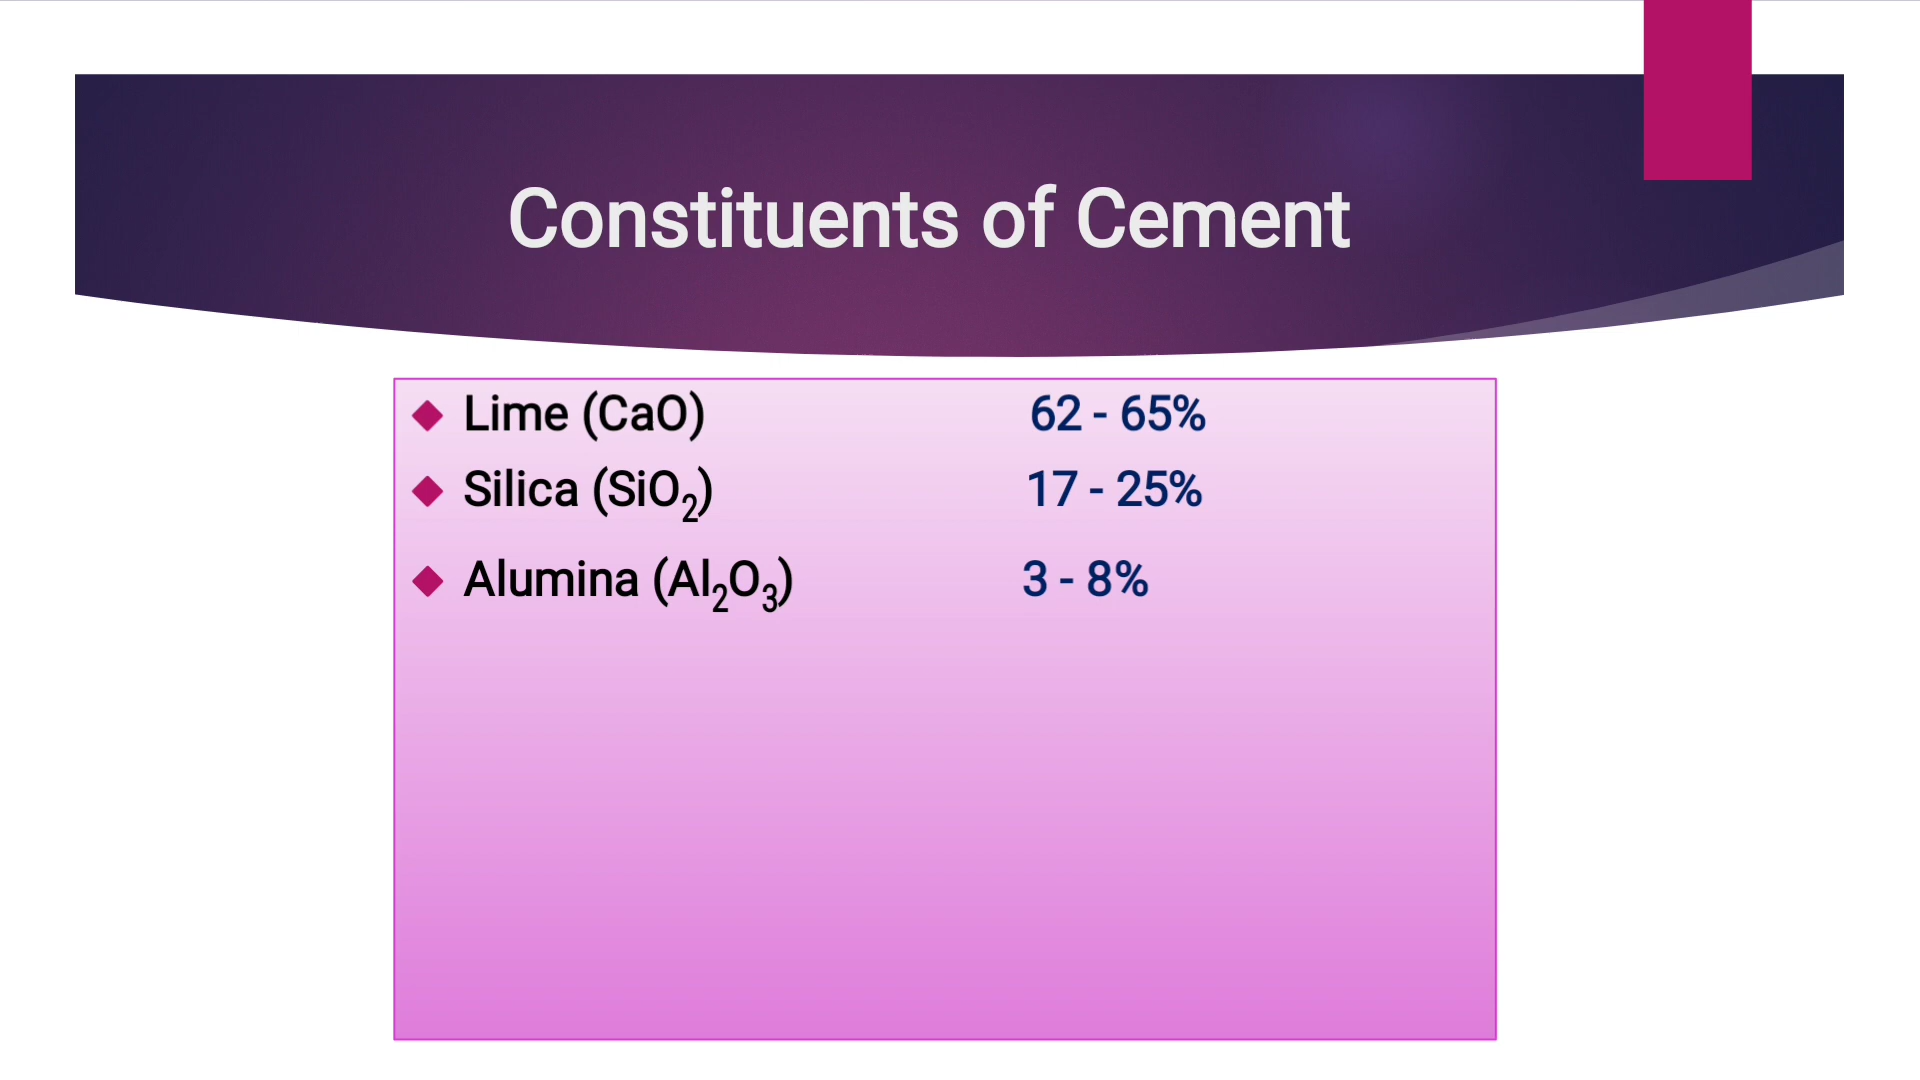 Constituents of Cement
Lime (CaO) 62 - 65%
Silica (SiO₂) 17 - 25%
Alumina (Al₂O₃) 3 - 8%